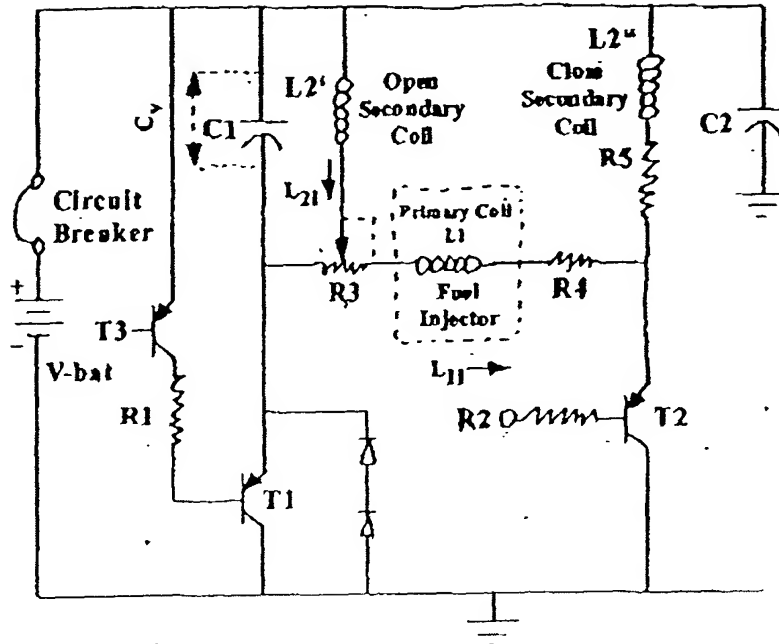 L2"
L2'
Open
Secondary
Coil
Close
Secondary
Coil
Cv
C1
C2
R5
L21
Circuit
Breaker
Primary Coil
L1
R3
R4
Fuel
Injector
+
-
T3
V-bat
L11
R1
R2
T2
T1